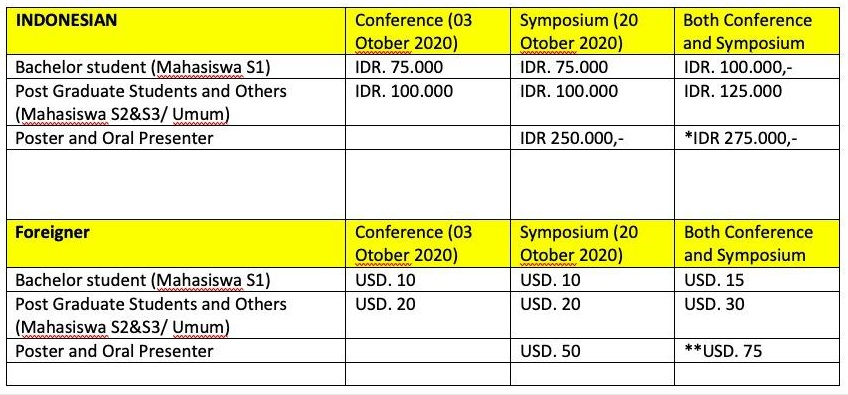 INDONESIAN
Conference (03
Otober 2020)
Symposium (20
Otober 2020)
Both Conference
and Symposium
Bachelor student (Mahasiswa S1)
IDR. 75.000
IDR. 75.000
IDR. 100.000,-
Post Graduate Students and Others
(Mahasiswa S2&S3/ Umum)
IDR. 100.000
IDR. 100.000
IDR. 125.000
Poster and Oral Presenter
IDR 250.000,-
*IDR 275.000,-
Foreigner
Conference (03
Otober 2020)
Symposium (20
Otober 2020)
Both Conference
and Symposium
Bachelor student (Mahasiswa S1)
USD. 10
USD. 10
USD. 15
Post Graduate Students and Others
(Mahasiswa S2&S3/ Umum)
USD. 20
USD. 20
USD. 30
Poster and Oral Presenter
USD. 50
**USD. 75